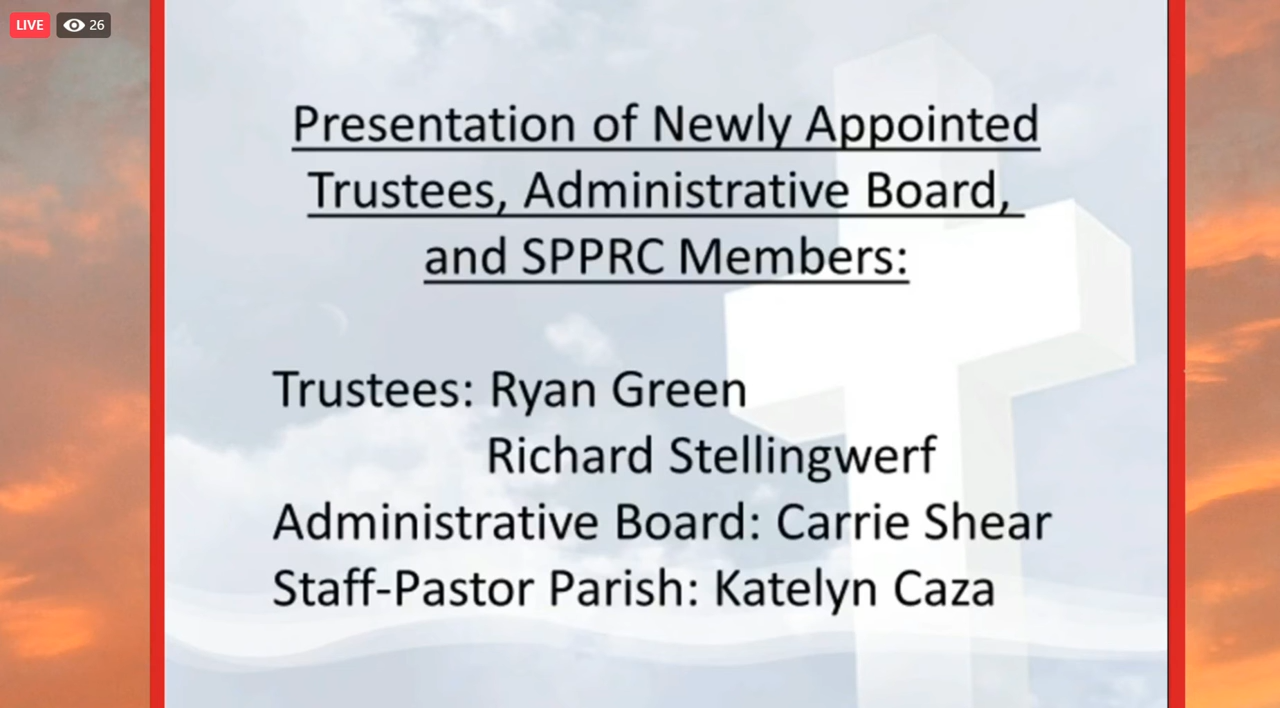 LIVE 26
Presentation of Newly Appointed
Trustees, Administrative Board,
and SPPRC Members:
Trustees: Ryan Green
Richard Stellingwerf
Administrative Board: Carrie Shear
Staff-Pastor Parish: Katelyn Caza